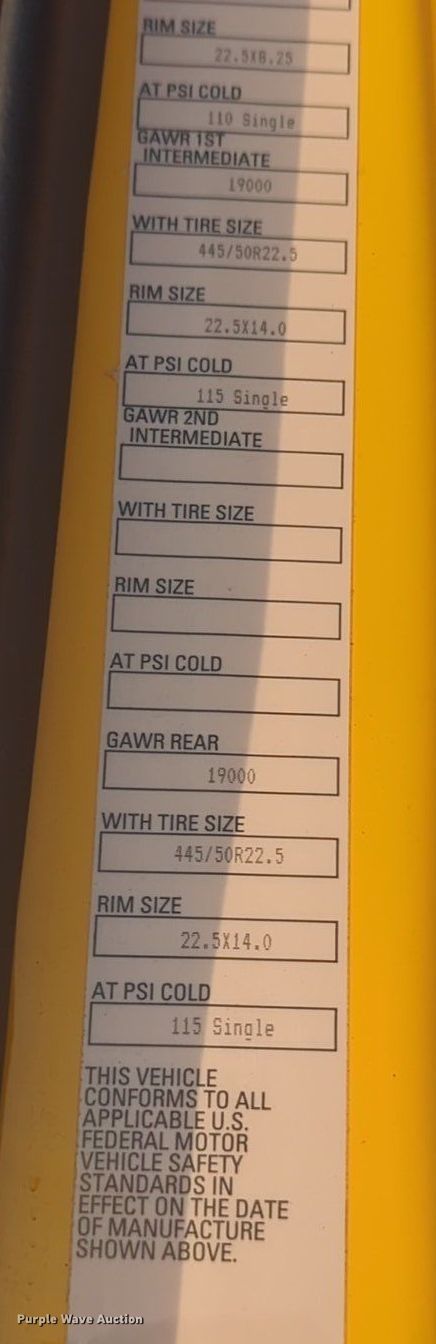 RIM SIZE
22.5X8.25
AT PSI COLD
110 Single
GAWR 1ST
INTERMEDIATE
19000
WITH TIRE SIZE
445/50R22.5
RIM SIZE
22.5X14.0
AT PSI COLD
115 Single
GAWR 2ND
INTERMEDIATE
WITH TIRE SIZE
RIM SIZE
AT PSI COLD
GAWR REAR
19000
WITH TIRE SIZE
445/50R22.5
RIM SIZE
22.5X14.0
AT PSI COLD
115 Single
THIS VEHICLE
CONFORMS TO ALL
APPLICABLE U.S.
FEDERAL MOTOR
VEHICLE SAFETY
STANDARDS IN
EFFECT ON THE DATE
OF MANUFACTURE
SHOWN ABOVE.
Purple Wave Auction